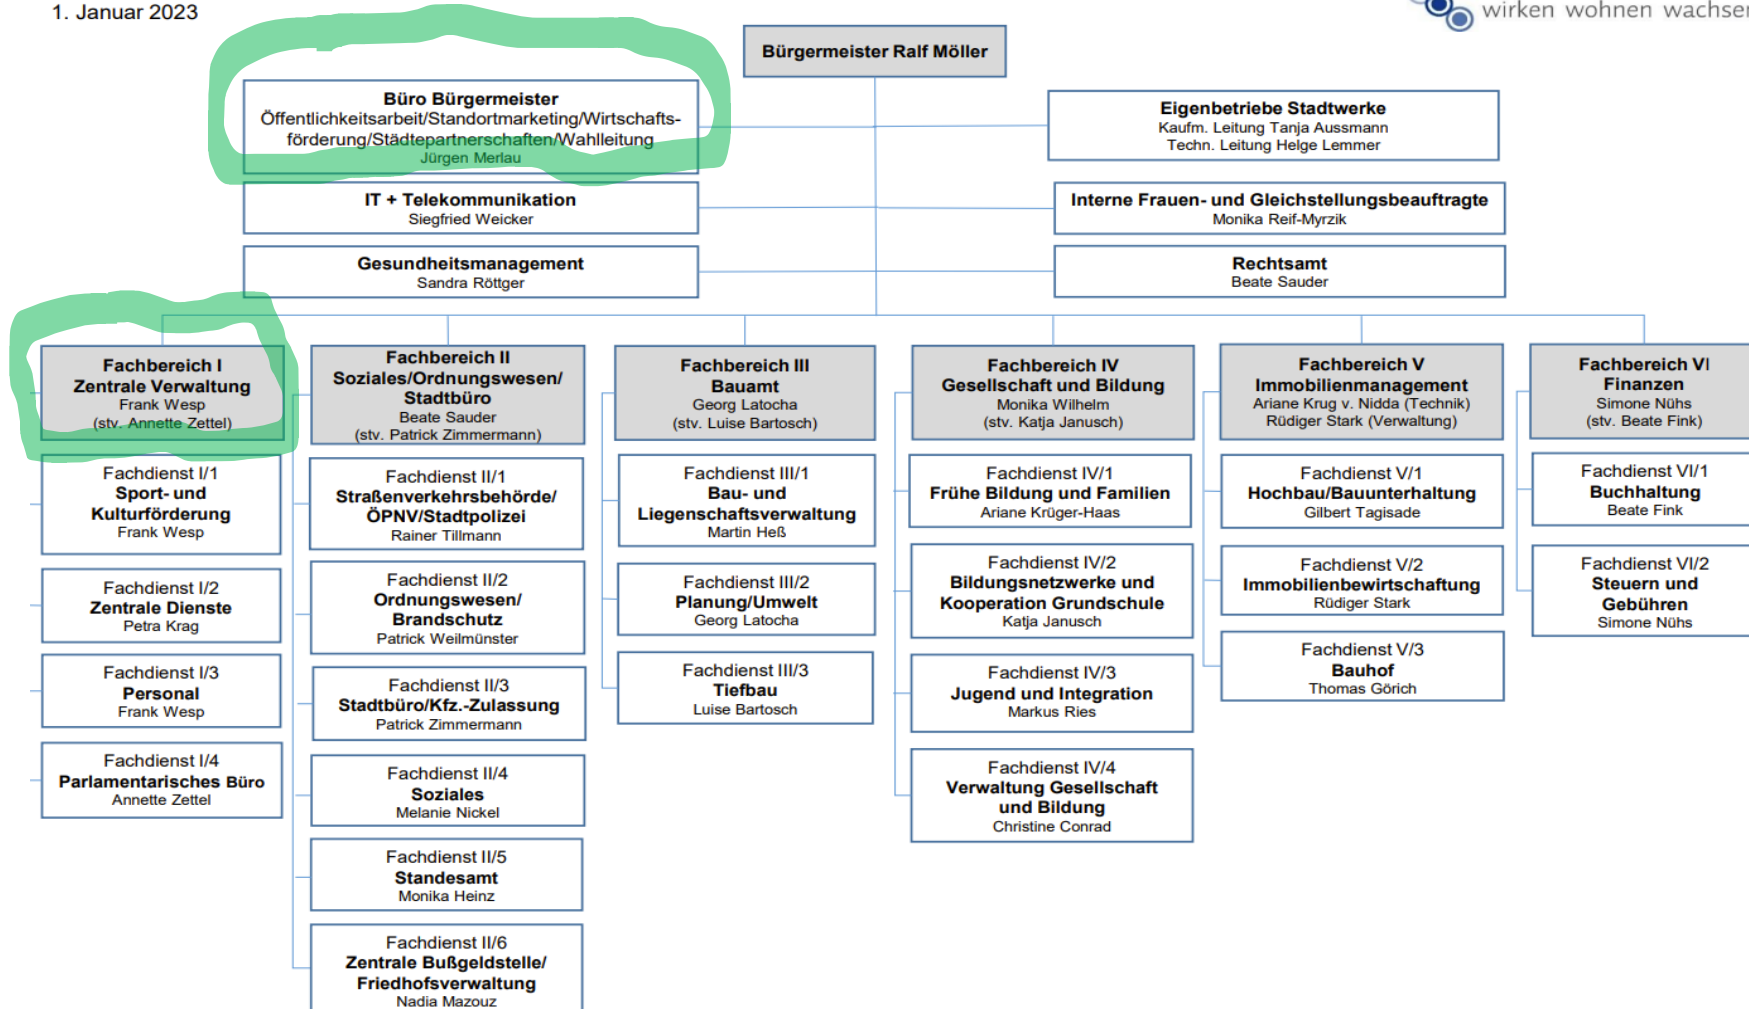 1. Januar 2023
wirken wohnen wachsen
Bürgermeister Ralf Möller
Büro Bürgermeister
Öffentlichkeitsarbeit/Standortmarketing/Wirtschafts-
förderung/Städtepartnerschaften/Wahlleitung
Jürgen Merlau
Eigenbetriebe Stadtwerke
Kaufm. Leitung Tanja Aussmann
Techn. Leitung Helge Lemmer
IT + Telekommunikation
Siegfried Weicker
Interne Frauen- und Gleichstellungsbeauftragte
Monika Reif-Myrzik
Gesundheitsmanagement
Sandra Röttger
Rechtsamt
Beate Sauder
Fachbereich I
Zentrale Verwaltung
Frank Wesp
(stv. Annette Zettel)
Fachdienst I/1
Sport- und
Kulturförderung
Frank Wesp
Fachdienst I/2
Zentrale Dienste
Petra Krag
Fachdienst I/3
Personal
Frank Wesp
Fachdienst I/4
Parlamentarisches Büro
Annette Zettel
Fachbereich II
Soziales/Ordnungswesen/
Stadtbüro
Beate Sauder
(stv. Patrick Zimmermann)
Fachdienst II/1
Straßenverkehrsbehörde/
ÖPNV/Stadtpolizei
Rainer Tillmann
Fachdienst II/2
Ordnungswesen/
Brandschutz
Patrick Weilmünster
Fachdienst II/3
Stadtbüro/Kfz.-Zulassung
Patrick Zimmermann
Fachdienst II/4
Soziales
Melanie Nickel
Fachdienst II/5
Standesamt
Monika Heinz
Fachdienst II/6
Zentrale Bußgeldstelle/
Friedhofsverwaltung
Nadia Mazouz
Fachbereich III
Bauamt
Georg Latocha
(stv. Luise Bartosch)
Fachdienst III/1
Bau- und
Liegenschaftsverwaltung
Martin Heß
Fachdienst III/2
Planung/Umwelt
Georg Latocha
Fachdienst III/3
Tiefbau
Luise Bartosch
Fachbereich IV
Gesellschaft und Bildung
Monika Wilhelm
(stv. Katja Janusch)
Fachdienst IV/1
Frühe Bildung und Familien
Ariane Krüger-Haas
Fachdienst IV/2
Bildungsnetzwerke und
Kooperation Grundschule
Katja Janusch
Fachdienst IV/3
Jugend und Integration
Markus Ries
Fachdienst IV/4
Verwaltung Gesellschaft
und Bildung
Christine Conrad
Fachbereich V
Immobilienmanagement
Ariane Krug v. Nidda (Technik)
Rüdiger Stark (Verwaltung)
Fachdienst V/1
Hochbau/Bauunterhaltung
Gilbert Tagisade
Fachdienst V/2
Immobilienbewirtschaftung
Rüdiger Stark
Fachdienst V/3
Bauhof
Thomas Görich
Fachbereich VI
Finanzen
Simone Nühs
(stv. Beate Fink)
Fachdienst VI/1
Buchhaltung
Beate Fink
Fachdienst VI/2
Steuern und
Gebühren
Simone Nühs